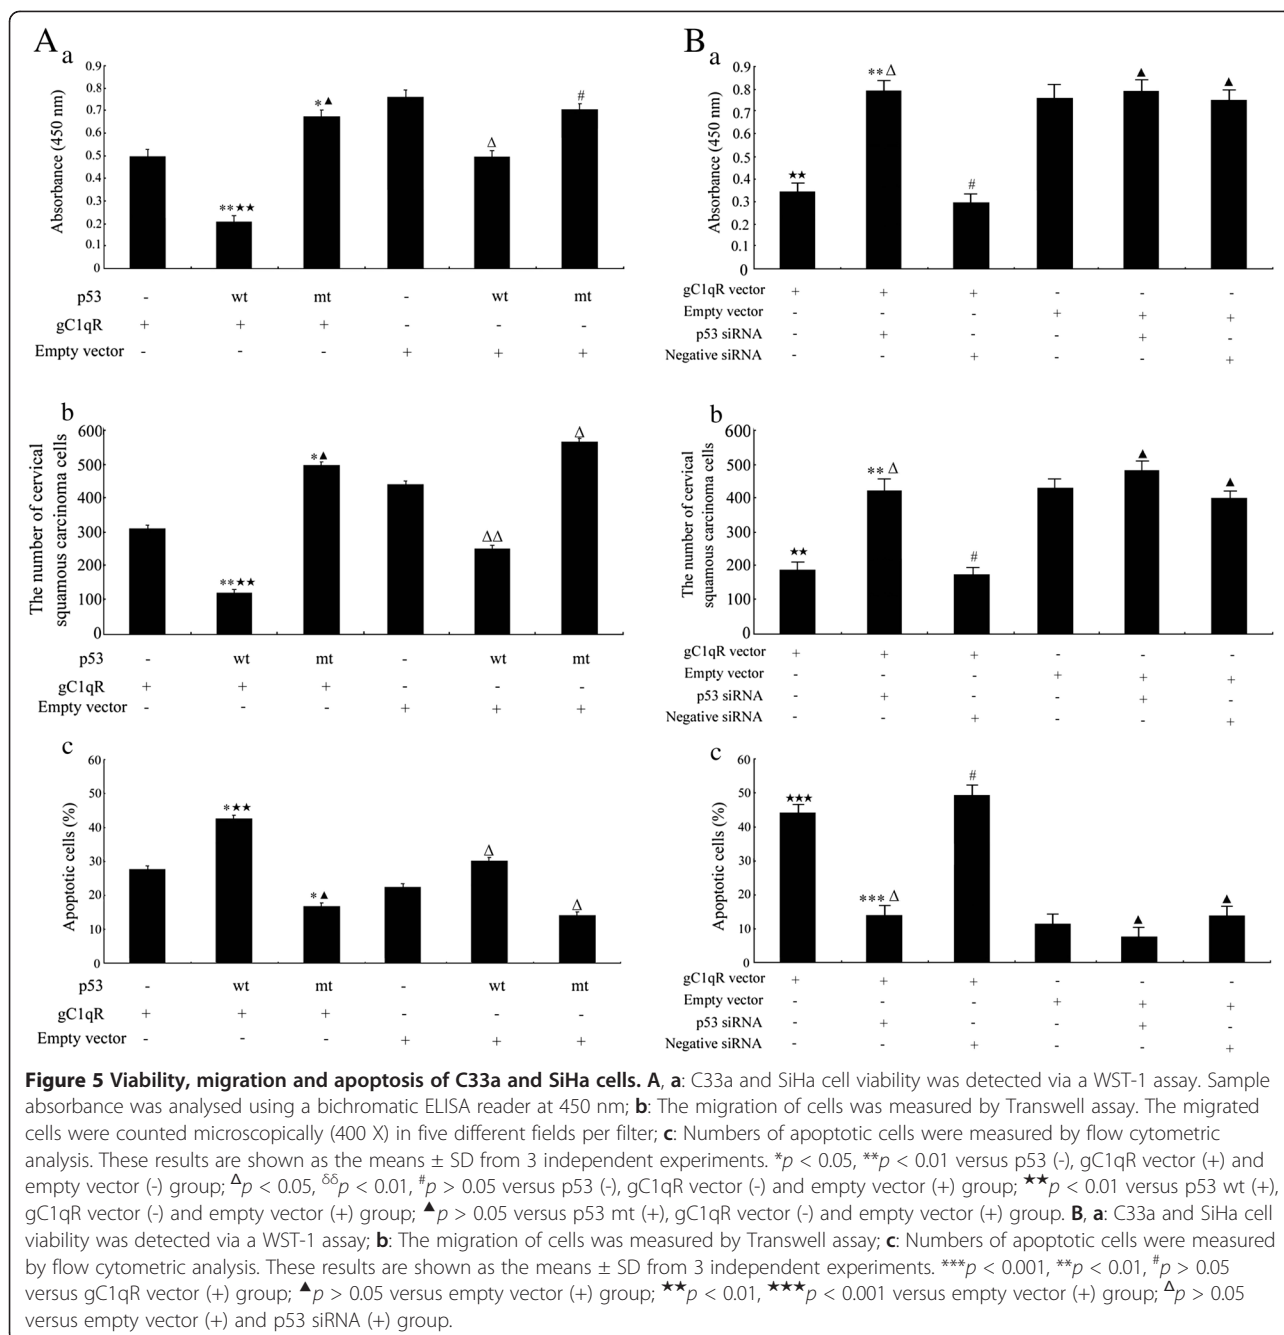 A
a
Absorbance (450 nm)
0.9
0.8
0.7
0.6
0.5
0.4
0.3
0.2
0.1
0
**★★
*▲
Δ
#
p53 - wt mt - wt mt
gC1qR + + + - - -
Empty vector - - - + + +
b
The number of cervical
squamous carcinoma cells
600
500
400
300
200
100
0
**★★
*▲
ΔΔ
Δ
p53 - wt mt - wt mt
gC1qR + + + - - -
Empty vector - - - + + +
c
Apoptotic cells (%)
60
50
40
30
20
10
0
*★★
*▲
Δ
Δ
p53 - wt mt - wt mt
gC1qR + + + - - -
Empty vector - - - + + +
B
a
Absorbance (450 nm)
0.9
0.8
0.7
0.6
0.5
0.4
0.3
0.2
0.1
0
★★
**Δ
#
▲
▲
gC1qR vector + + + - - -
Empty vector - - - + + +
p53 siRNA - + - - + -
Negative siRNA - - + - - +
b
The number of cervical
squamous carcinoma cells
600
500
400
300
200
100
0
★★
**Δ
#
▲
▲
gC1qR vector + + + - - -
Empty vector - - - + + +
p53 siRNA - + - - + -
Negative siRNA - - + - - +
c
Apoptotic cells (%)
60
50
40
30
20
10
0
★★★
***Δ
#
▲
▲
gC1qR vector + + + - - -
Empty vector - - - + + +
p53 siRNA - + - - + -
Negative siRNA - - + - - +
Figure 5 Viability, migration and apoptosis of C33a and SiHa cells. A, a: C33a and SiHa cell viability was detected via a WST-1 assay. Sample
absorbance was analysed using a bichromatic ELISA reader at 450 nm; b: The migration of cells was measured by Transwell assay. The migrated
cells were counted microscopically (400 X) in five different fields per filter; c: Numbers of apoptotic cells were measured by flow cytometric
analysis. These results are shown as the means ± SD from 3 independent experiments. *p < 0.05, **p < 0.01 versus p53 (-), gC1qR vector (+) and
empty vector (-) group; Δp < 0.05, δδp < 0.01, #p > 0.05 versus p53 (-), gC1qR vector (-) and empty vector (+) group; ★★p < 0.01 versus p53 wt (+),
gC1qR vector (-) and empty vector (+) group; ▲p > 0.05 versus p53 mt (+), gC1qR vector (-) and empty vector (+) group. B, a: C33a and SiHa cell
viability was detected via a WST-1 assay; b: The migration of cells was measured by Transwell assay; c: Numbers of apoptotic cells were measured
by flow cytometric analysis. These results are shown as the means ± SD from 3 independent experiments. ***p < 0.001, **p < 0.01, #p > 0.05
versus gC1qR vector (+) group; ▲p > 0.05 versus empty vector (+) group; ★★p < 0.01, ★★★p < 0.001 versus empty vector (+) group; Δp > 0.05
versus empty vector (+) and p53 siRNA (+) group.